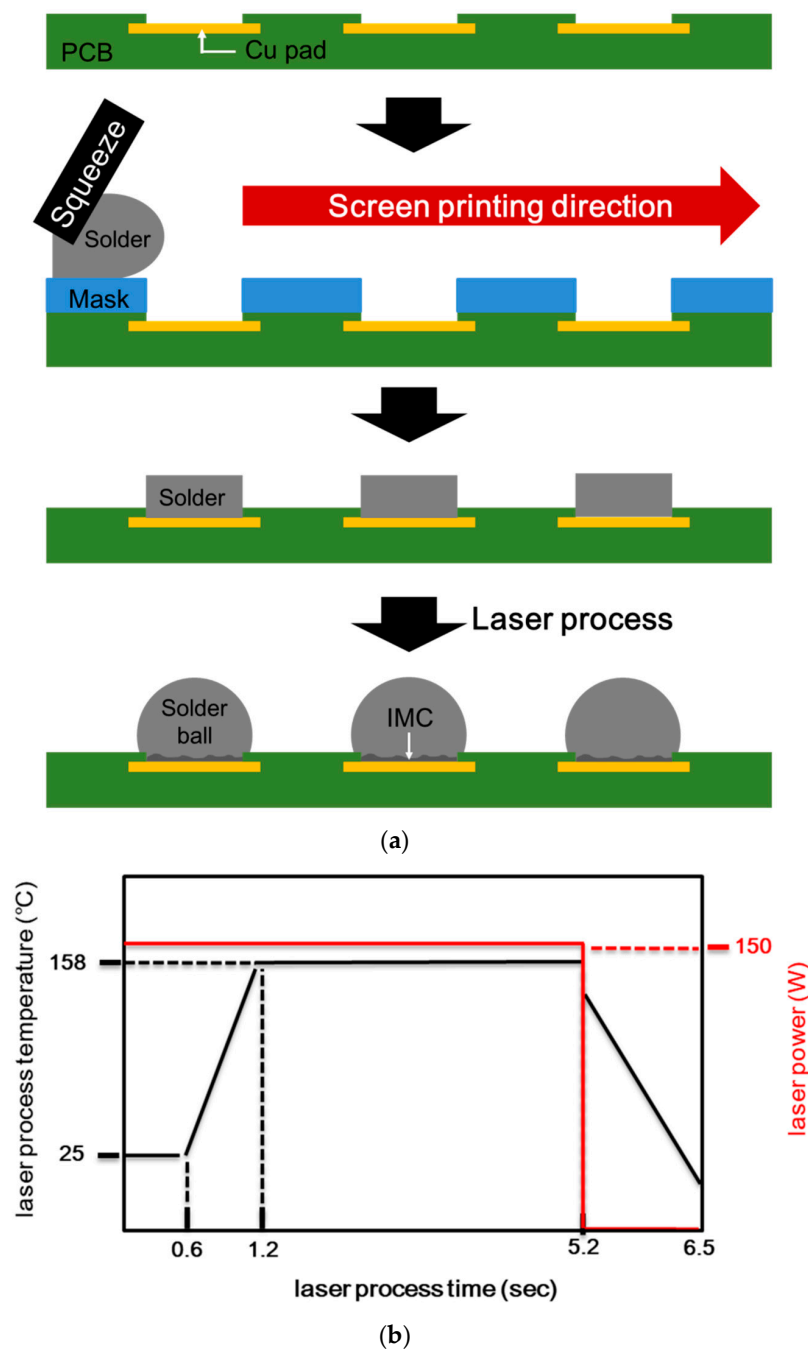 PCB
Cu pad
Squeeze
Solder
Screen printing direction
Mask
Solder
Laser process
Solder
ball
IMC
(a)
laser process temperature (°C)
158
25
150
laser power (W)
0.6
1.2
5.2
6.5
laser process time (sec)
(b)